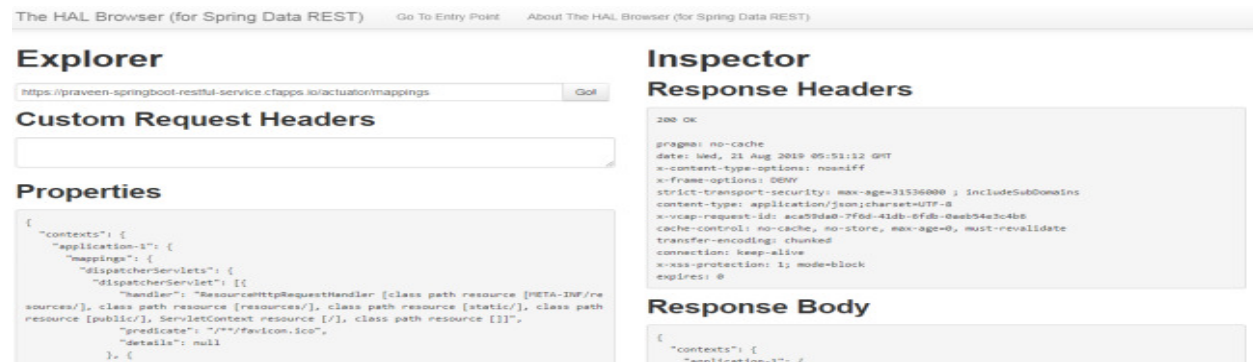 The HAL Browser (for Spring Data REST) Go To Entry Point About The HAL Browser (for Spring Data REST)
Explorer
https://praveen-springboot-restful-service.cfapps.io/actuator/mappings Go!
Custom Request Headers
Properties
{
"contexts": {
"application-1": {
"mappings": {
"dispatcherServlets": {
"dispatcherServlet": [{
"handler": "ResourceHttpRequestHandler [class path resource [META-INF/re
sources/], class path resource [resources/], class path resource [static/], class path
resource [public/], ServletContext resource [/], class path resource []]",
"predicate": "/**/favicon.ico",
"details": null
}, {
Inspector
Response Headers
200 OK
pragma: no-cache
date: Wed, 21 Aug 2019 05:51:12 GMT
x-content-type-options: nosniff
x-frame-options: DENY
strict-transport-security: max-age=31536000 ; includeSubDomains
content-type: application/json;charset=UTF-8
x-vcap-request-id:
cache-control: no-cache, no-store, max-age=0, must-revalidate
transfer-encoding: chunked
connection: keep-alive
x-xss-protection: 1; mode=block
expires: 0
Response Body
{
"contexts": {
"application-1": {